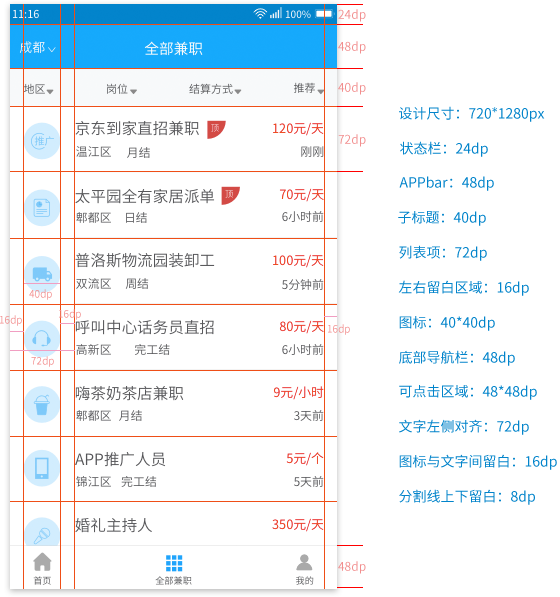 11:16 100% 24dp
成都 全部兼职 48dp
地区 岗位 结算方式 推荐 40dp
推广 京东到家直招兼职 顶 120元/天
72dp
温江区 月结 刚刚
太平园全有家居派单 顶 70元/天
郫都区 日结 6小时前
普洛斯物流园装卸工 100元/天
双流区 周结 5分钟前
40dp
16dp 16dp 16dp
呼叫中心话务员直招 80元/天
高新区 完工结 6小时前
72dp
嗨茶奶茶店兼职 9元/小时
郫都区 月结 3天前
APP推广人员 5元/个
锦江区 完工结 5天前
婚礼主持人 350元/天
48dp
首页 全部兼职 我的
设计尺寸：720*1280px
状态栏：24dp
APPbar：48dp
子标题：40dp
列表项：72dp
左右留白区域：16dp
图标：40*40dp
底部导航栏：48dp
可点击区域：48*48dp
文字左侧对齐：72dp
图标与文字间留白：16dp
分割线上下留白：8dp